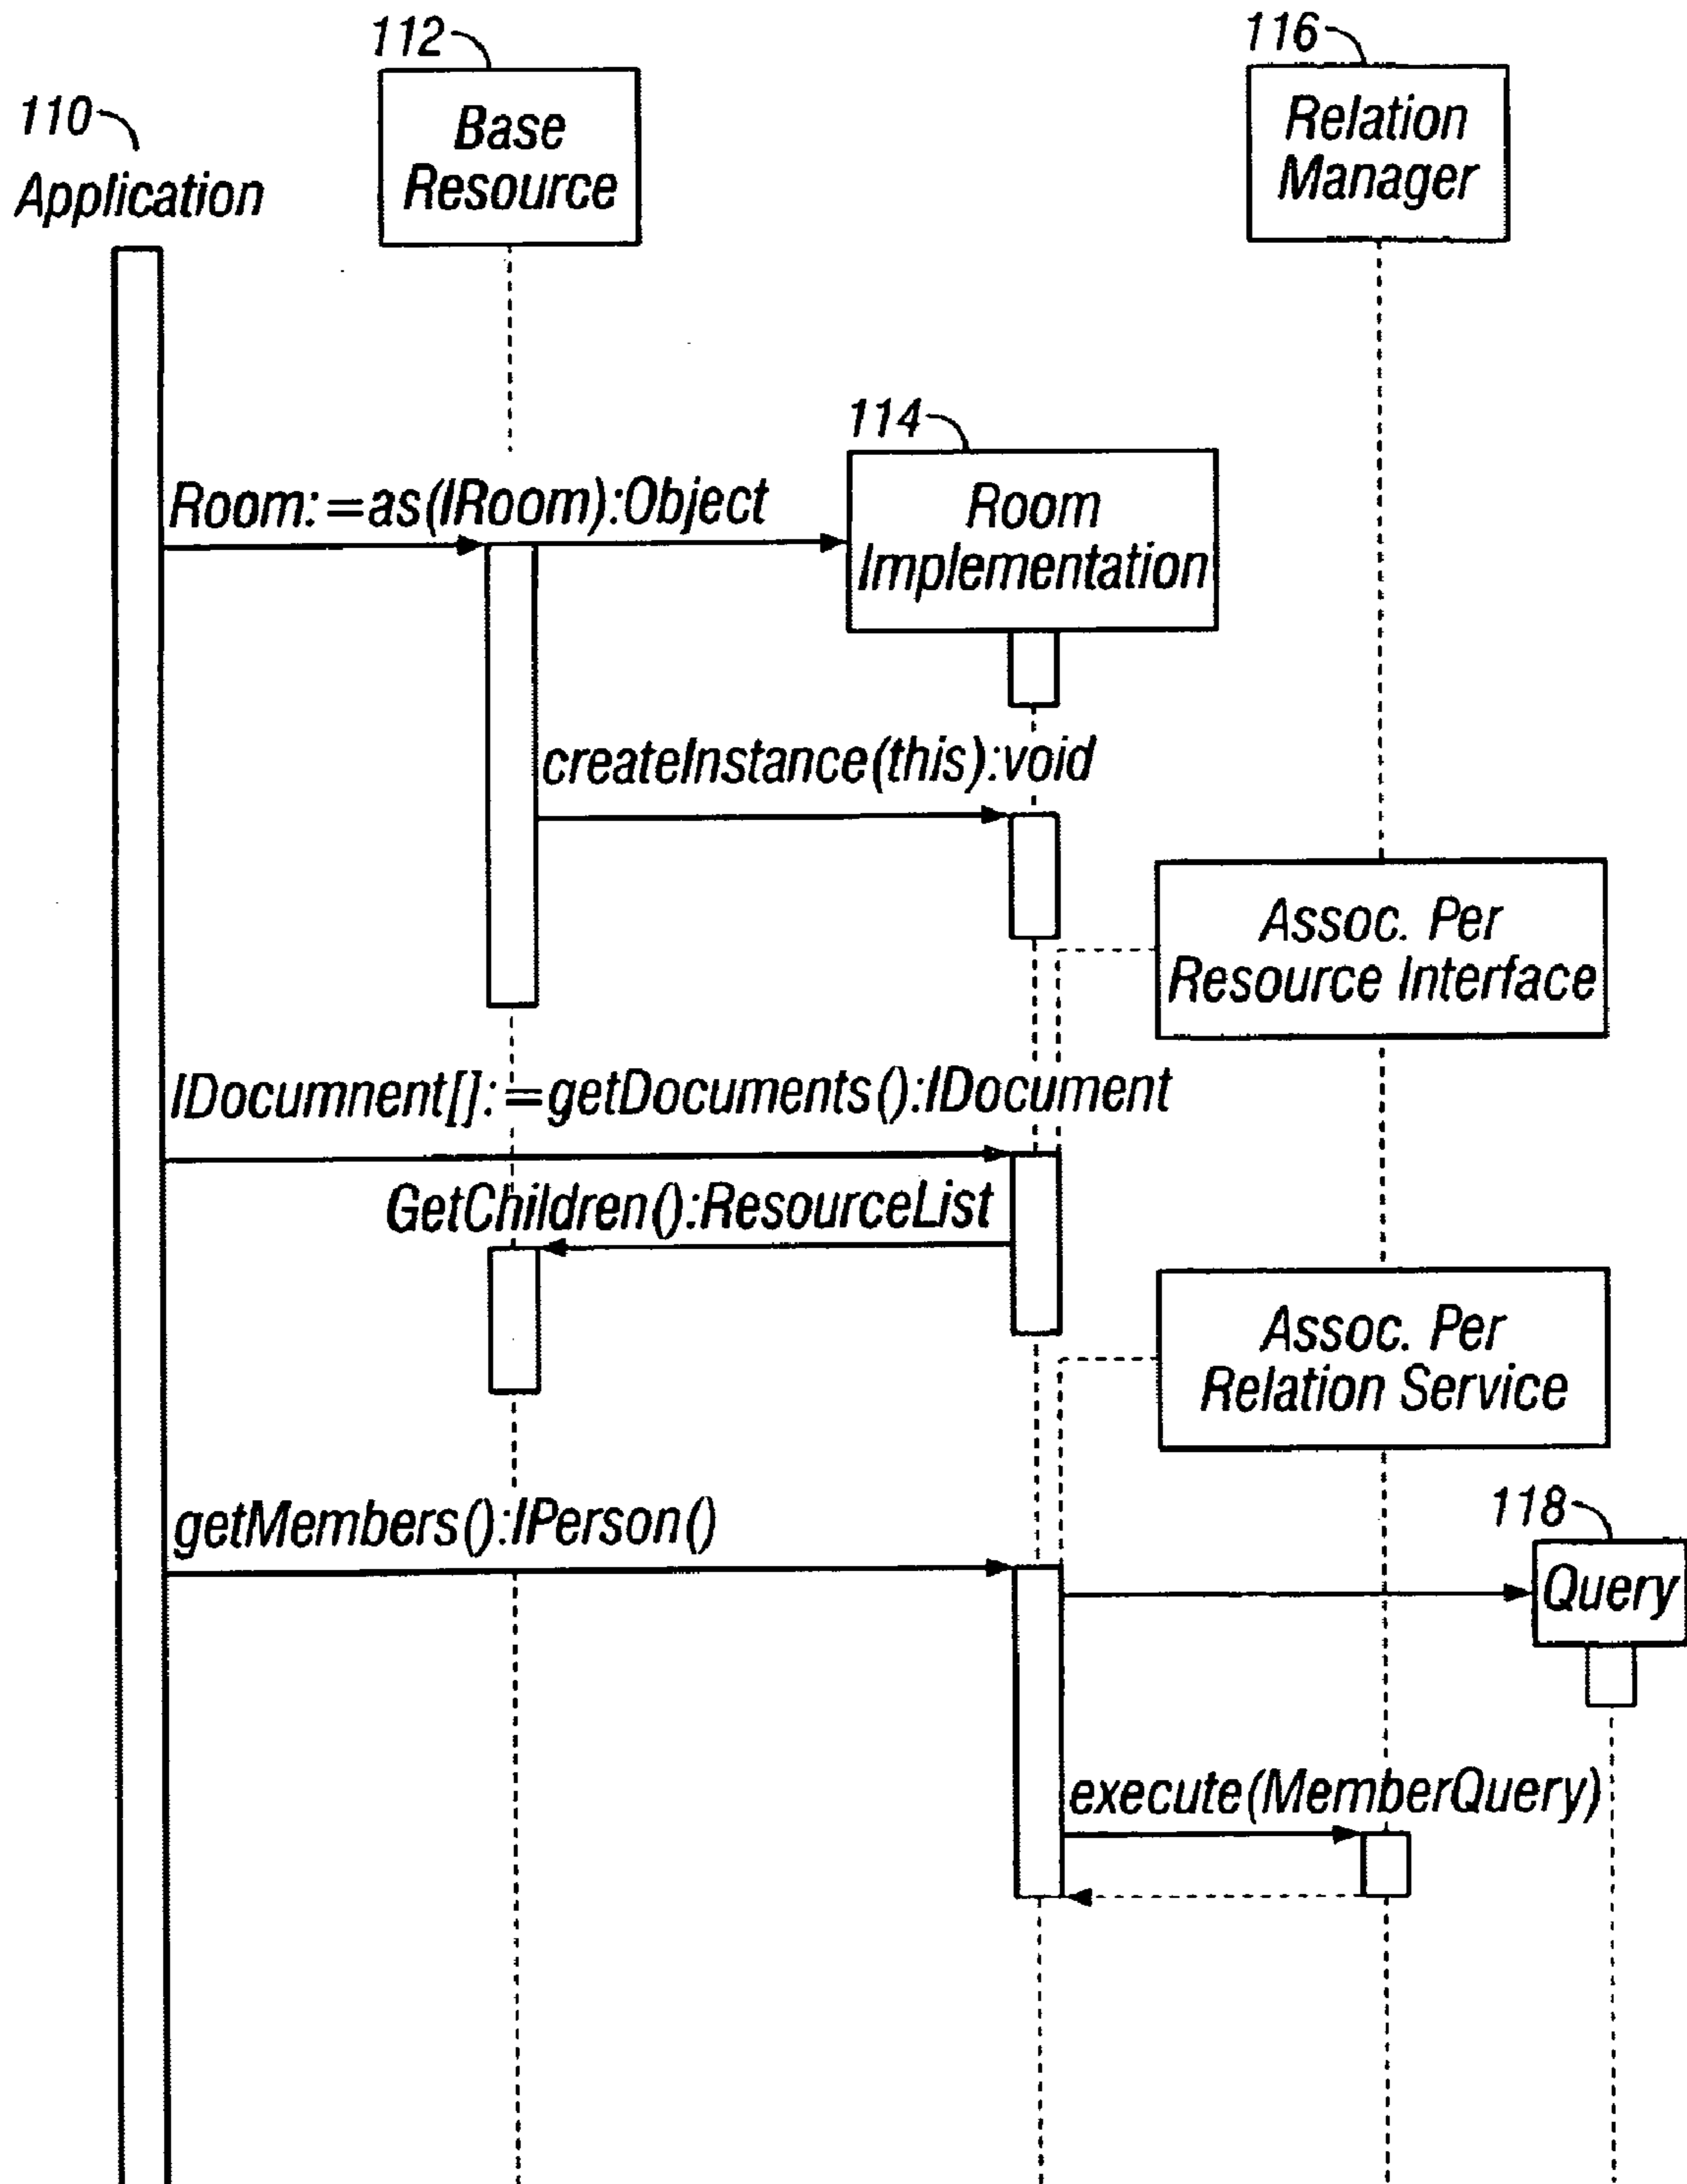 112
116
110
Base
Resource
Relation
Manager
Application
114
Room:=as(IRoom):Object
Room
Implementation
createInstance(this):void
Assoc. Per
Resource Interface
IDocumnent[]:=getDocuments():IDocument
GetChildren():ResourceList
Assoc. Per
Relation Service
getMembers():IPerson()
118
Query
execute(MemberQuery)